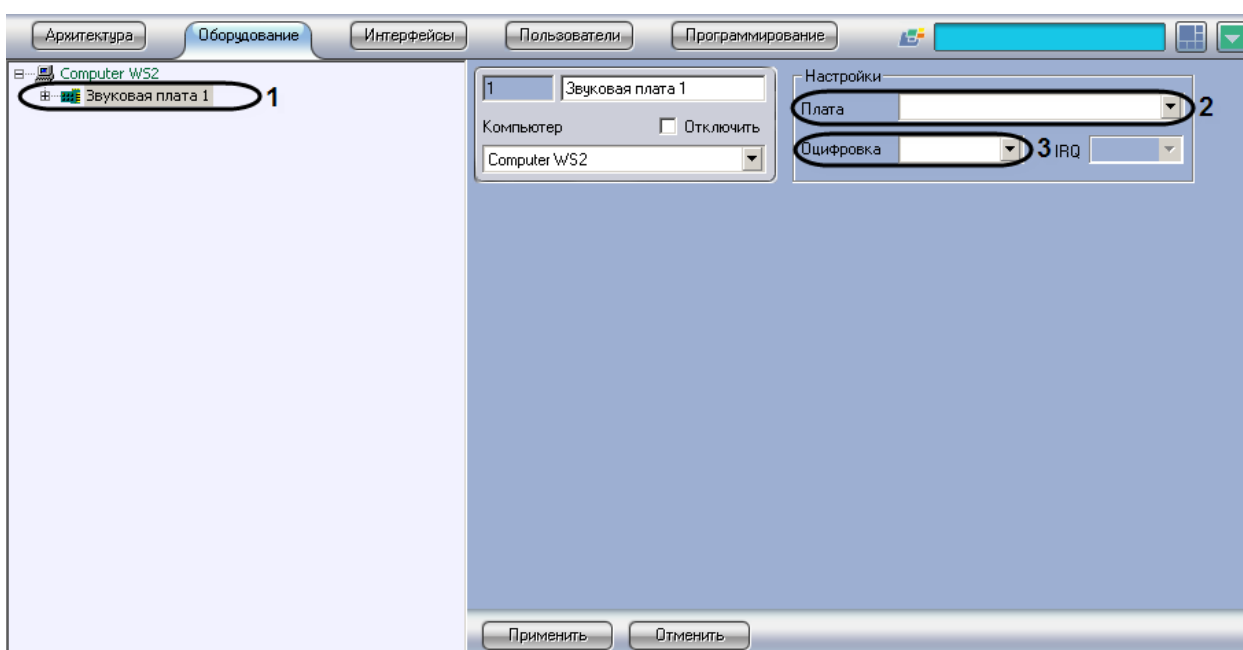 Архитектура Оборудование Интерфейсы Пользователи Программирование
Computer WS2
Звуковая плата 1 1
1 Звуковая плата 1
Компьютер Отключить
Computer WS2
Настройки
Плата 2
Оцифровка 3 IRQ
Применить Отменить